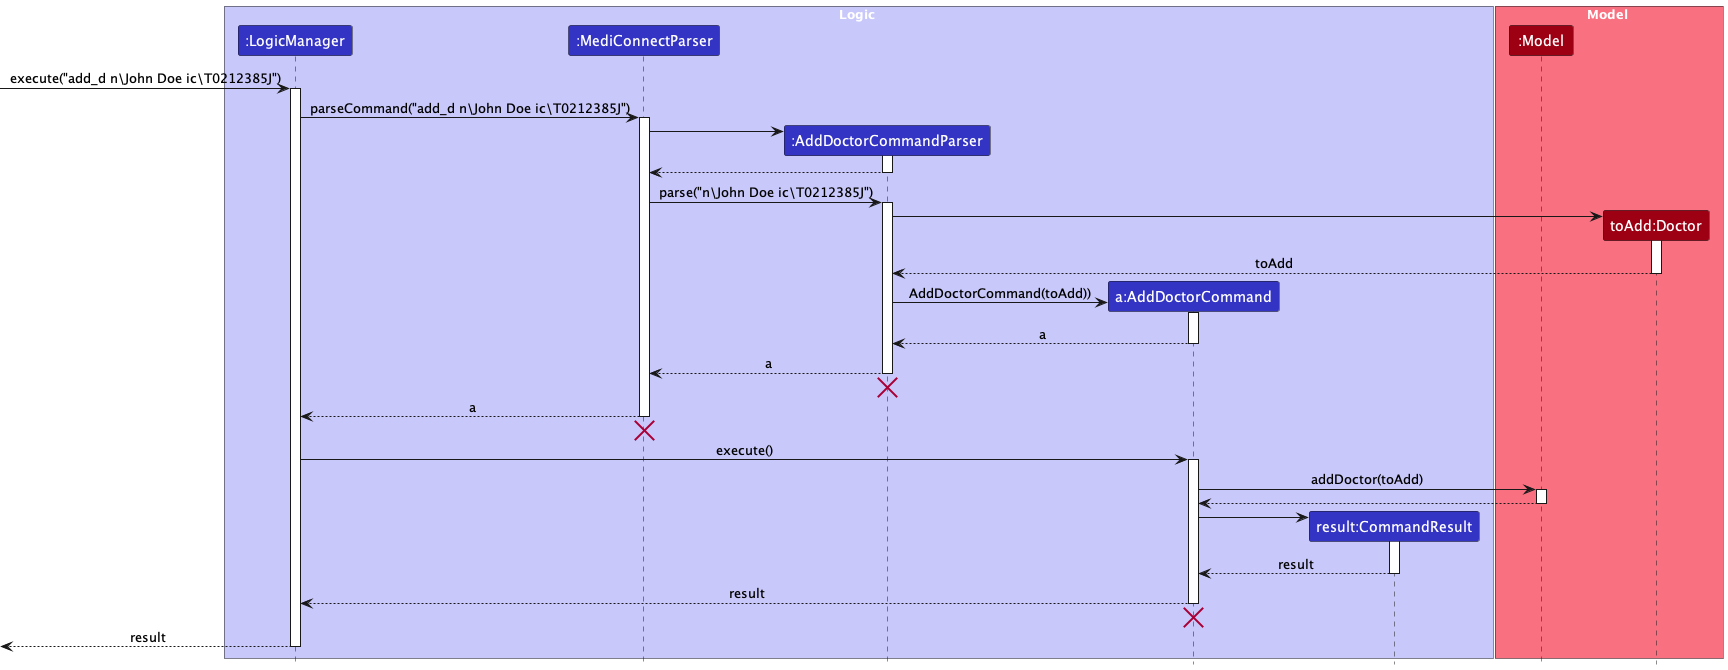 Logic
Model
:LogicManager
:MediConnectParser
:Model
execute("add_d n\John Doe ic\T0212385J")
parseCommand("add_d n\John Doe ic\T0212385J")
:AddDoctorCommandParser
parse("n\John Doe ic\T0212385J")
toAdd:Doctor
toAdd
AddDoctorCommand(toAdd))
a:AddDoctorCommand
a
a
a
execute()
addDoctor(toAdd)
result:CommandResult
result
result
result